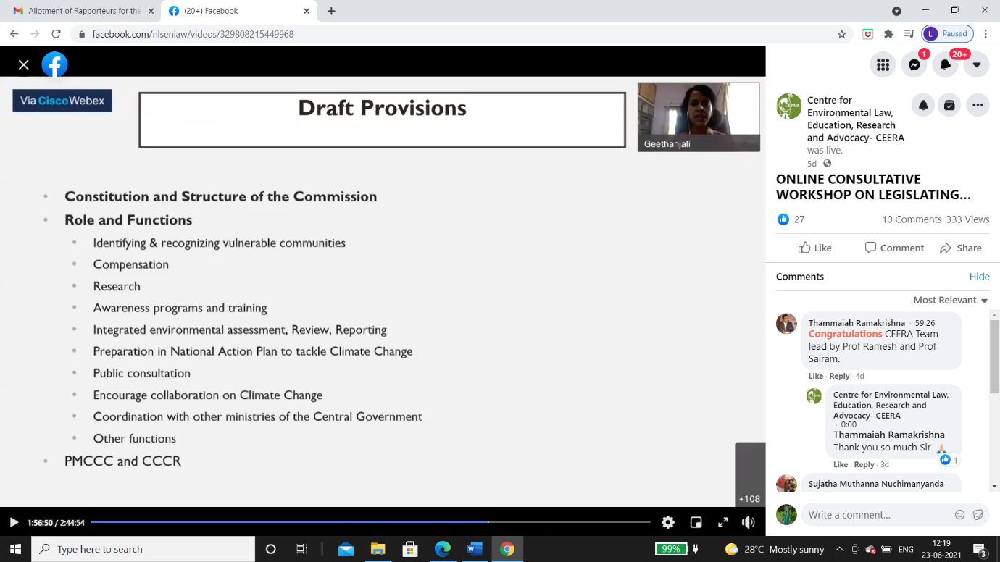 Allotment of Rapporteurs for the
(20+) Facebook
facebook.com/nlsenlaw/videos/329808215449968
L Paused
Via CiscoWebex
Draft Provisions
Geethanjali
• Constitution and Structure of the Commission
• Role and Functions
• Identifying & recognizing vulnerable communities
• Compensation
• Research
• Awareness programs and training
• Integrated environmental assessment, Review, Reporting
• Preparation in National Action Plan to tackle Climate Change
• Public consultation
• Encourage collaboration on Climate Change
• Coordination with other ministries of the Central Government
• Other functions
• PMCCC and CCCR
+108
1:56:50 / 2:44:54
1
20+
Centre for
Environmental Law,
Education, Research
and Advocacy- CEERA
was live.
5d ·
ONLINE CONSULTATIVE
WORKSHOP ON LEGISLATING...
27
10 Comments 333 Views
Like Comment Share
Comments Hide
Most Relevant
Thammaiah Ramakrishna · 59:26
Congratulations CEERA Team
lead by Prof Ramesh and Prof
Sairam.
Like · Reply · 4d
Centre for Environmental Law,
Education, Research and
Advocacy- CEERA
· 0:00
Thammaiah Ramakrishna
Thank you so much Sir. 🙏🏻
1
Like · Reply · 3d
Sujatha Muthanna Nuchimanyanda ·
Write a comment...
Type here to search
99%
28°C Mostly sunny
ENG
12:19
23-06-2021
3